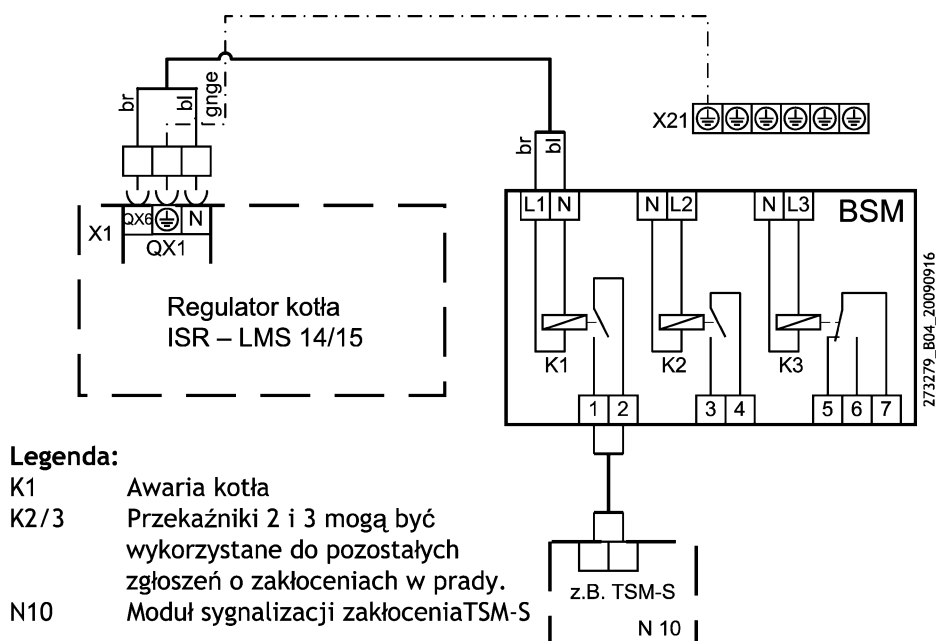 br
bl
gnge
X21
br
bl
L1 N
N L2
N L3
BSM
X1
QX6 N
QX1
Regulator kotła
ISR – LMS 14/15
K1
K2
K3
1 2
3 4
5 6 7
273279_B04_20090916
Legenda:
K1 Awaria kotła
K2/3 Przekaźniki 2 i 3 mogą być
wykorzystane do pozostałych
zgłoszeń o zakłoceniach w prady.
N10 Moduł sygnalizacji zakłoceniaTSM-S
z.B. TSM-S
N 10